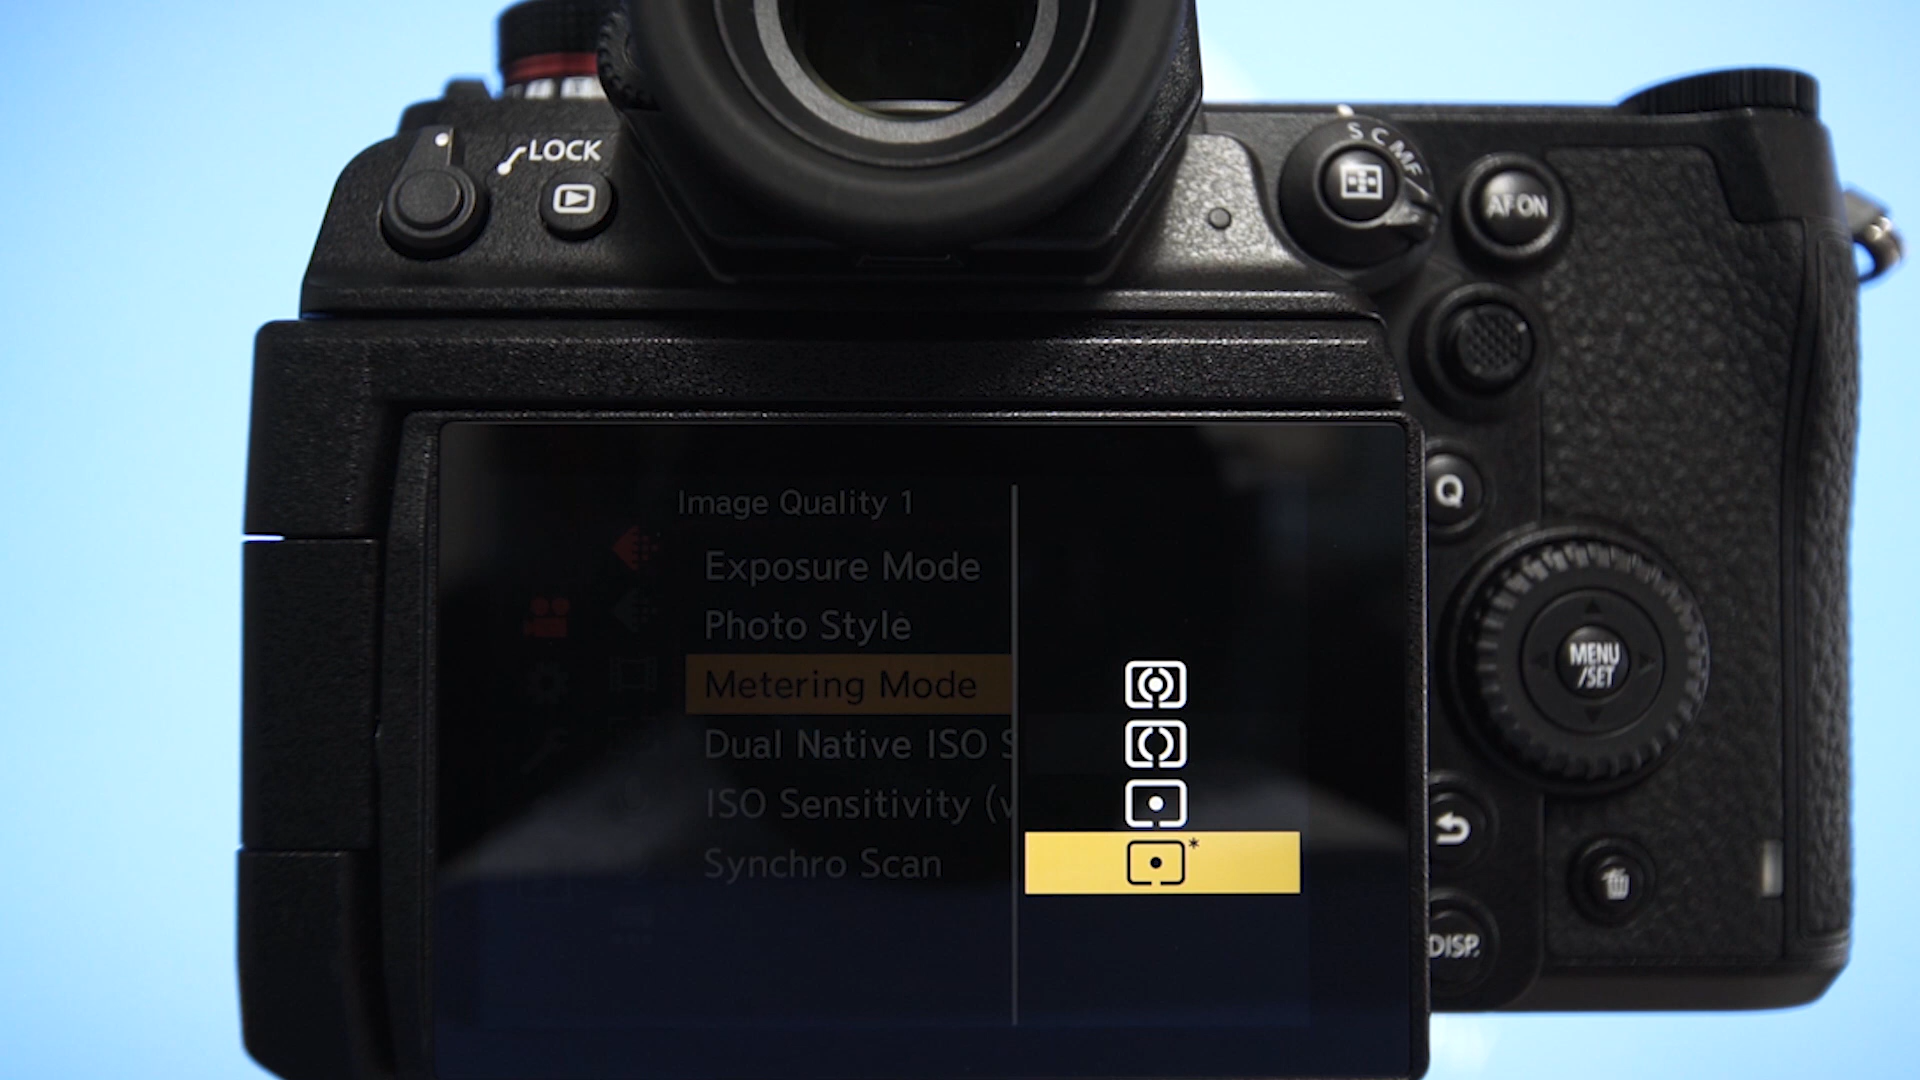 LOCK
S C MF
AF ON
Image Quality 1
Exposure Mode
Photo Style
Metering Mode
Dual Native ISO S
ISO Sensitivity (v
Synchro Scan
*
Q
MENU
/SET
DISP.